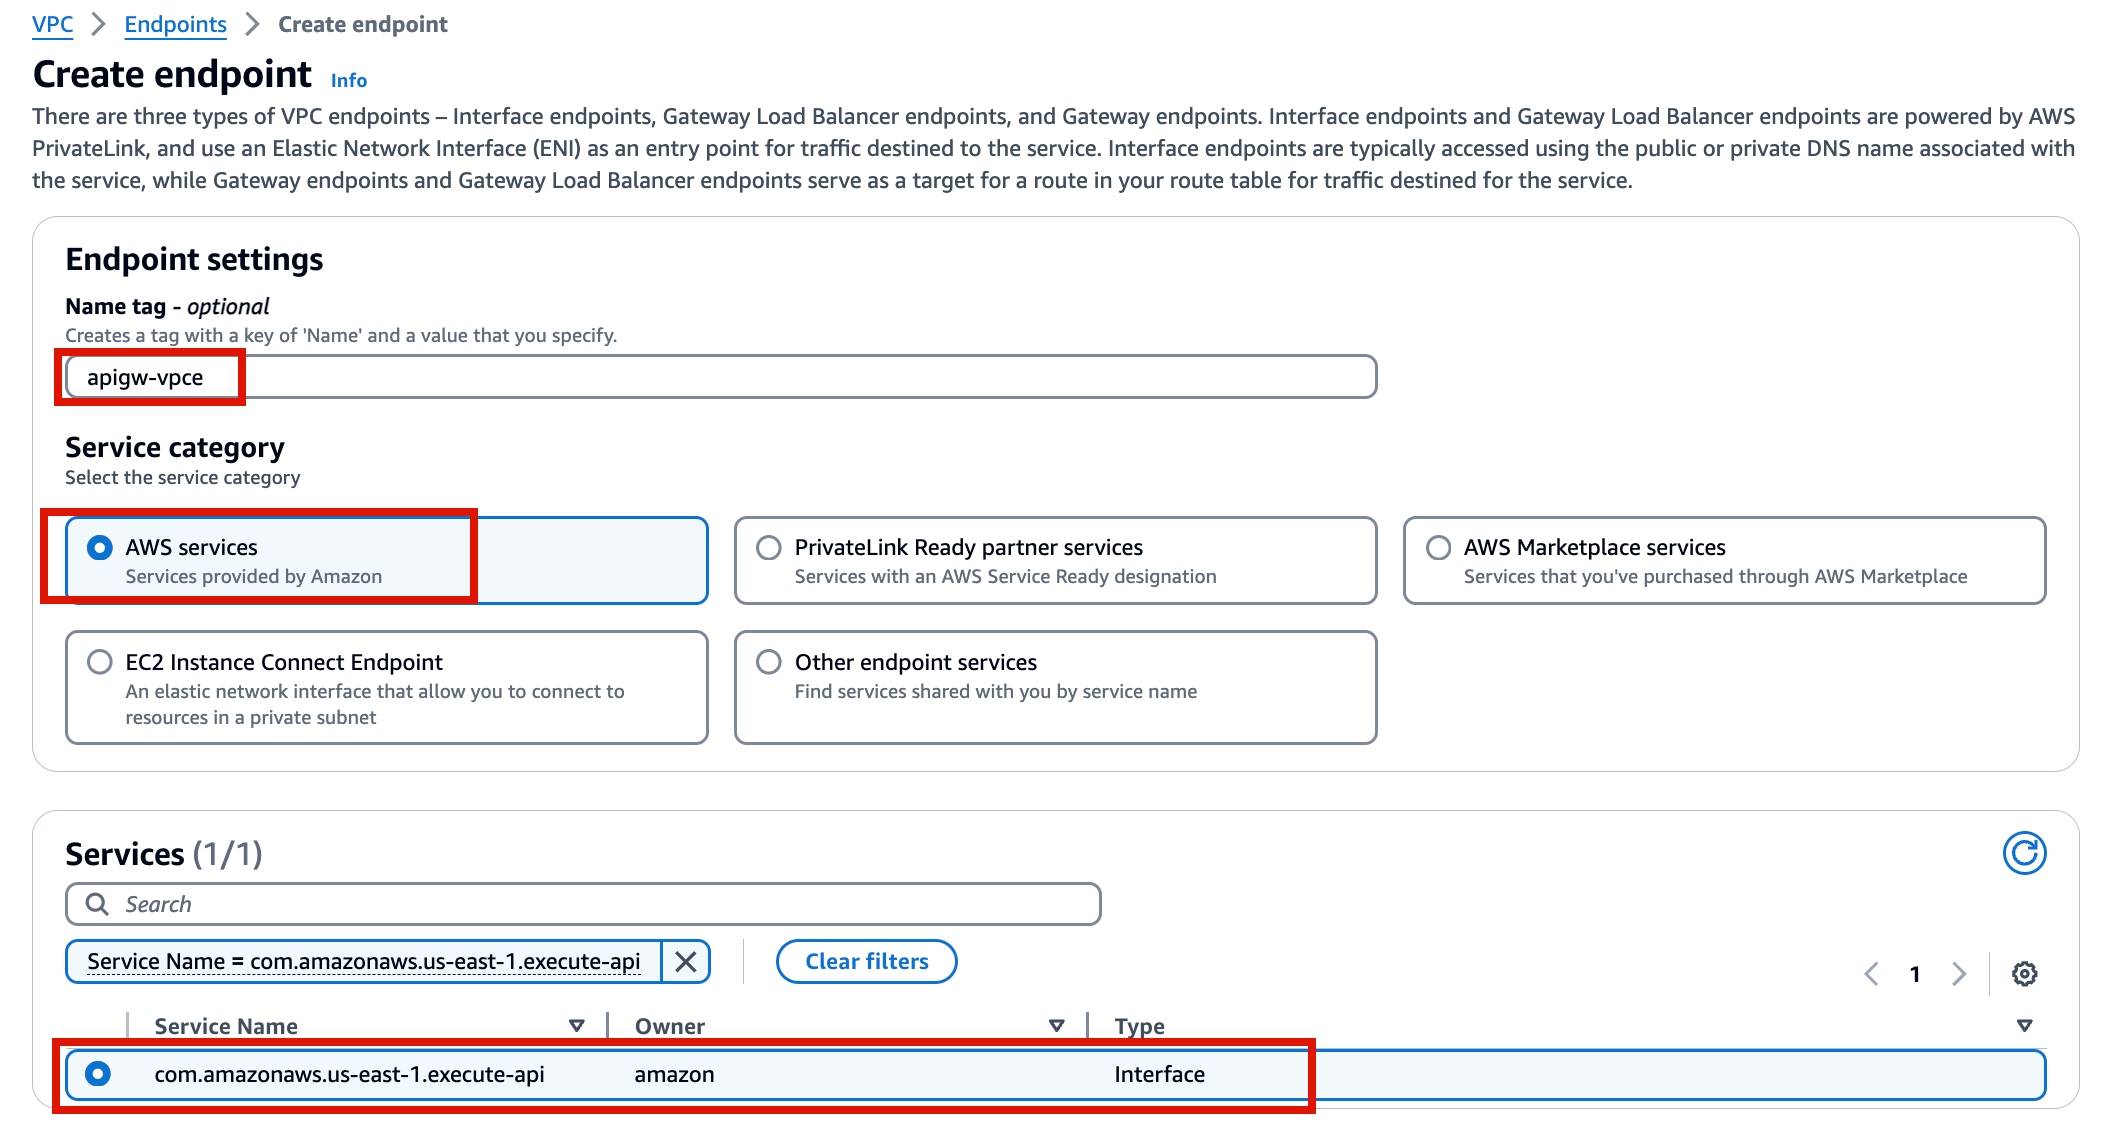 VPC > Endpoints > Create endpoint
Create endpoint Info
There are three types of VPC endpoints – Interface endpoints, Gateway Load Balancer endpoints, and Gateway endpoints. Interface endpoints and Gateway Load Balancer endpoints are powered by AWS
PrivateLink, and use an Elastic Network Interface (ENI) as an entry point for traffic destined to the service. Interface endpoints are typically accessed using the public or private DNS name associated with
the service, while Gateway endpoints and Gateway Load Balancer endpoints serve as a target for a route in your route table for traffic destined for the service.
Endpoint settings
Name tag - optional
Creates a tag with a key of 'Name' and a value that you specify.
apigw-vpce
Service category
Select the service category
AWS services
Services provided by Amazon
PrivateLink Ready partner services
Services with an AWS Service Ready designation
AWS Marketplace services
Services that you've purchased through AWS Marketplace
EC2 Instance Connect Endpoint
An elastic network interface that allow you to connect to
resources in a private subnet
Other endpoint services
Find services shared with you by service name
Services (1/1)
Search
Service Name = com.amazonaws.us-east-1.execute-api
Clear filters
1
Service Name Owner Type
com.amazonaws.us-east-1.execute-api amazon Interface